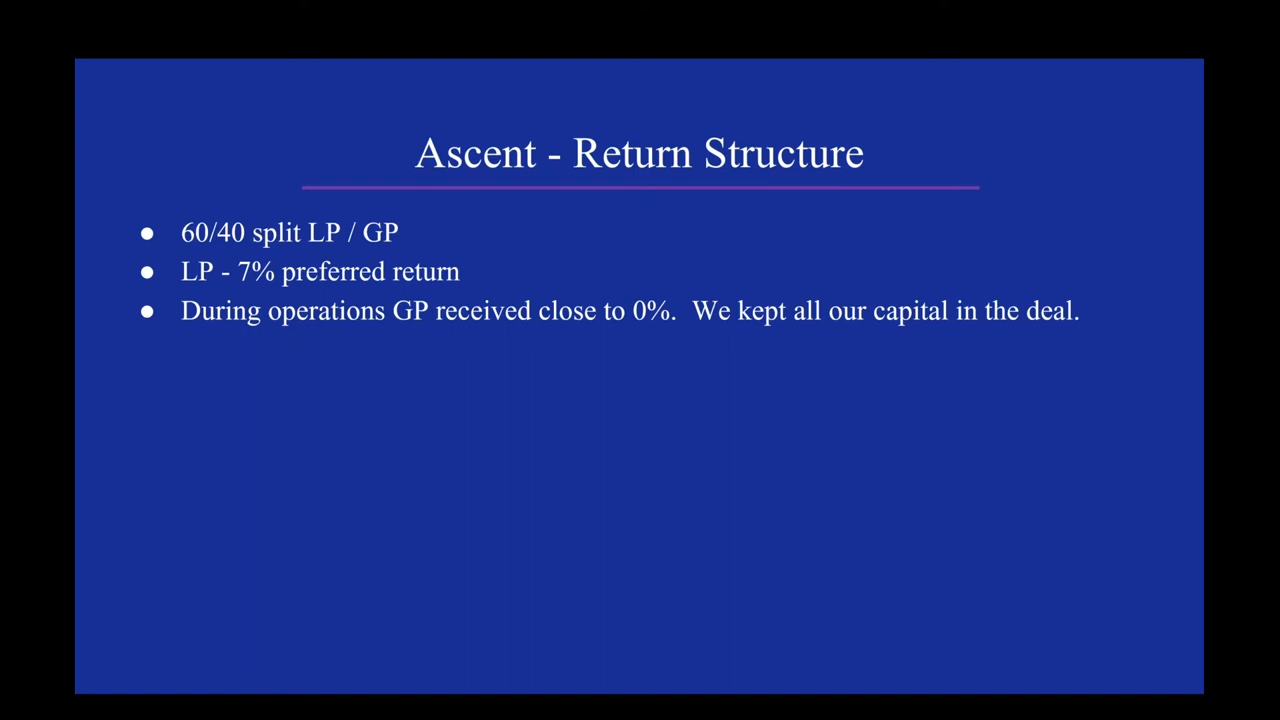 Ascent - Return Structure
● 60/40 split LP / GP
● LP - 7% preferred return
● During operations GP received close to 0%.  We kept all our capital in the deal.